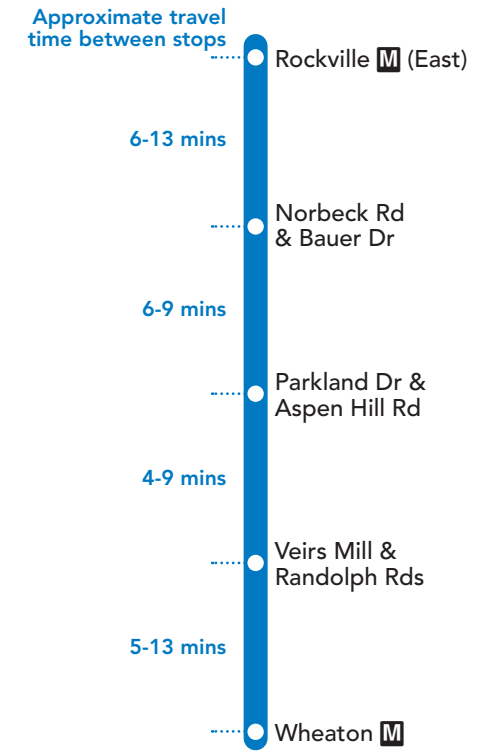 Approximate travel
time between stops
Rockville M (East)
6-13 mins
Norbeck Rd
& Bauer Dr
6-9 mins
Parkland Dr &
Aspen Hill Rd
4-9 mins
Veirs Mill &
Randolph Rds
5-13 mins
Wheaton M